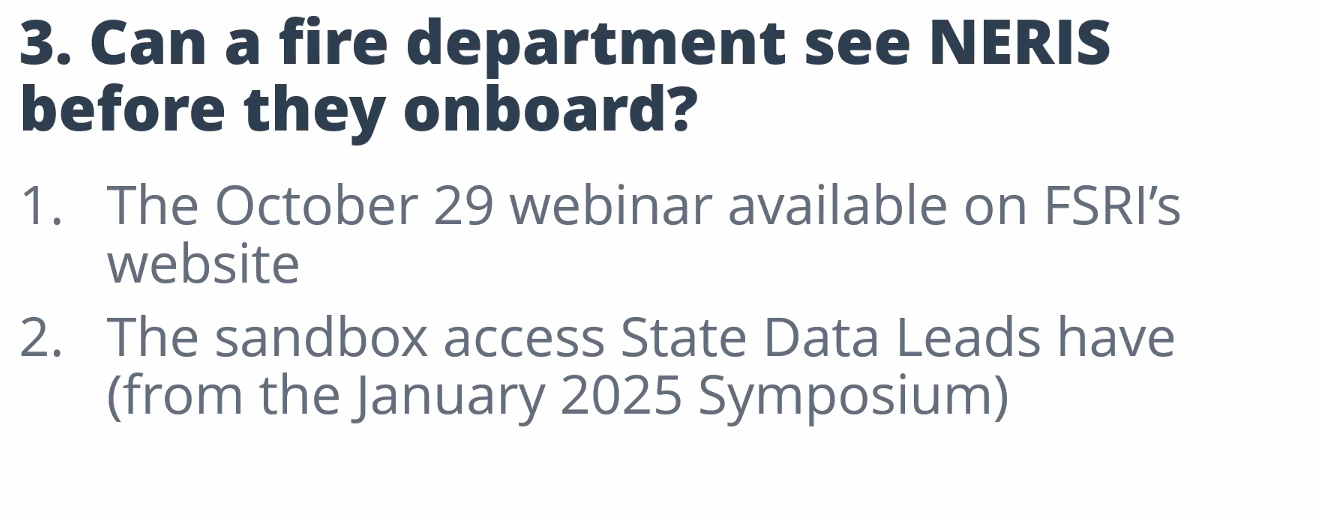 3. Can a fire department see NERIS
before they onboard?
1. The October 29 webinar available on FSRI’s
website
2. The sandbox access State Data Leads have
(from the January 2025 Symposium)